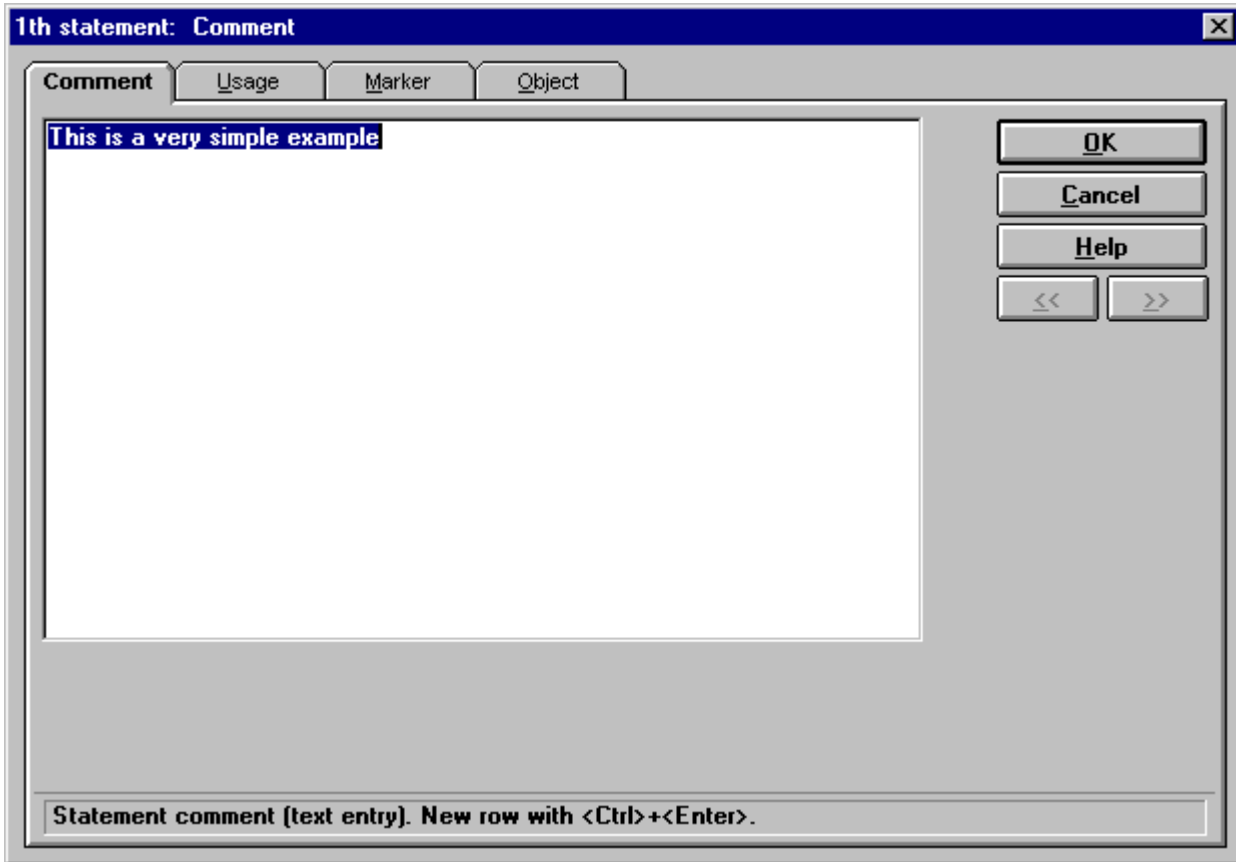 1th statement: Comment
Comment Usage Marker Object
This is a very simple example
OK
Cancel
Help
<< >>
Statement comment (text entry). New row with <Ctrl>+<Enter>.